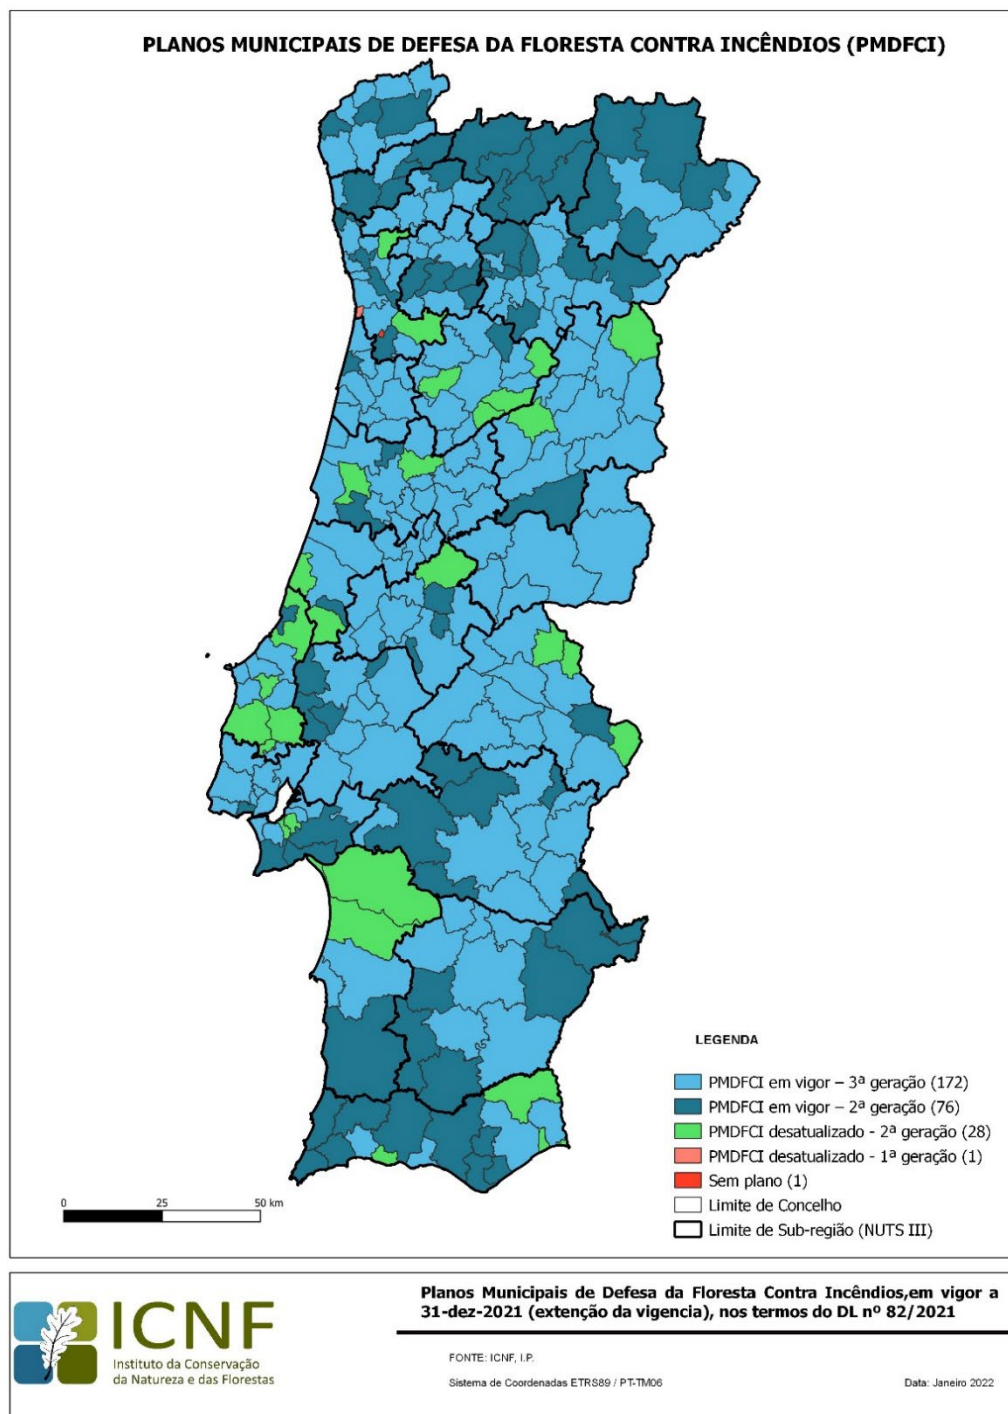 PLANOS MUNICIPAIS DE DEFESA DA FLORESTA CONTRA INCÊNDIOS (PMDFCI)
LEGENDA
PMDFCI em vigor – 3ª geração (172)
PMDFCI em vigor – 2ª geração (76)
PMDFCI desatualizado - 2ª geração (28)
PMDFCI desatualizado - 1ª geração (1)
Sem plano (1)
Limite de Concelho
Limite de Sub-região (NUTS III)
0 25 50 km
ICNF
Instituto da Conservação
da Natureza e das Florestas
Planos Municipais de Defesa da Floresta Contra Incêndios,em vigor a
31-dez-2021 (extenção da vigencia), nos termos do DL nº 82/2021
FONTE: ICNF, I.P.
Sistema de Coordenadas ETRS89 / PT-TM06
Data: Janeiro 2022